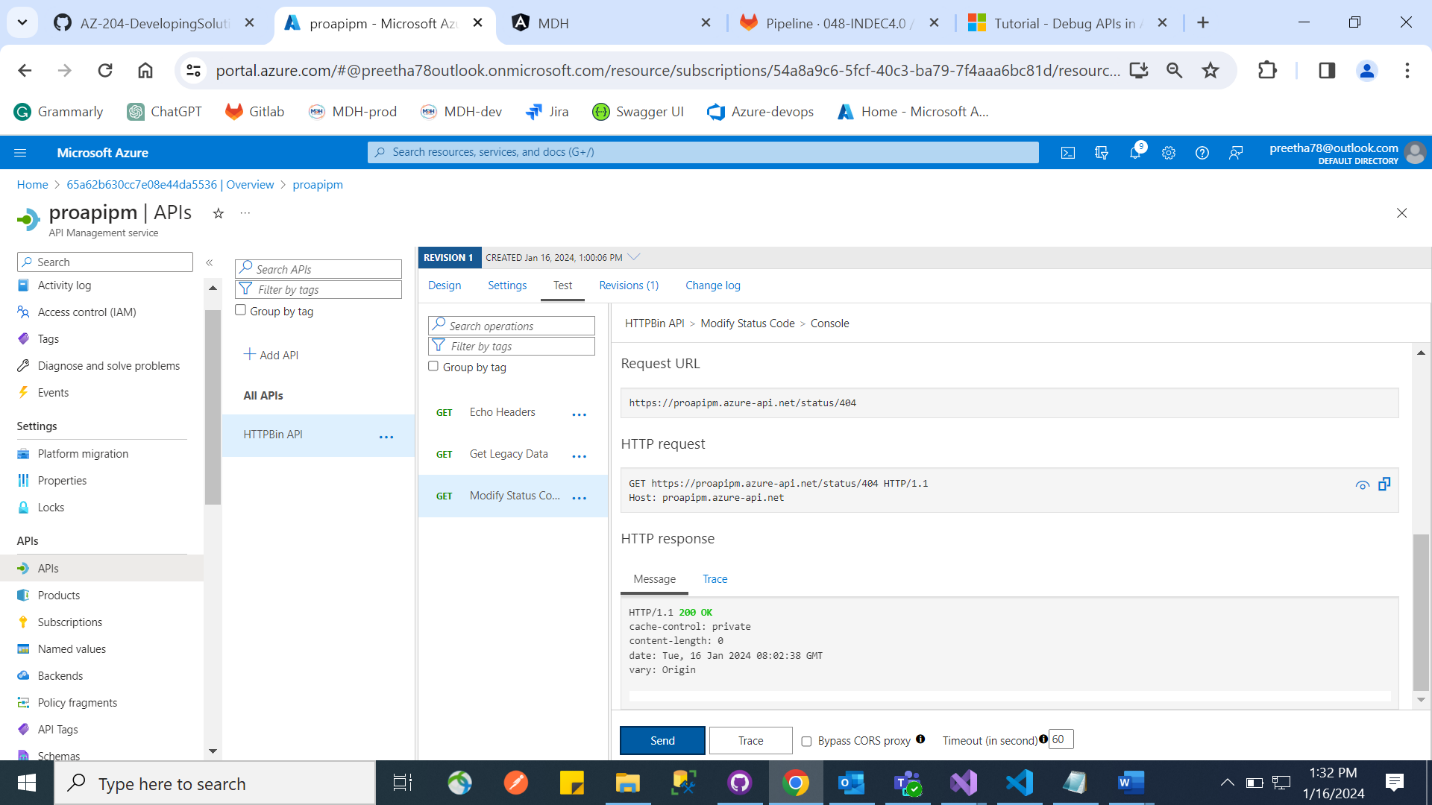 AZ-204-DevelopingSoluti
proapipm - Microsoft Azu
MDH
Pipeline · 048-INDEC4.0 /
Tutorial - Debug APIs in A
portal.azure.com/#@preetha78outlook.onmicrosoft.com/resource/subscriptions/54a8a9c6-5fcf-40c3-ba79-7f4aaa6bc81d/resourc...
Grammarly
ChatGPT
Gitlab
MDH-prod
MDH-dev
Jira
Swagger UI
Azure-devops
Home - Microsoft A...
Microsoft Azure
Search resources, services, and docs (G+/)
9
preetha78@outlook.com
DEFAULT DIRECTORY
Home > 65a62b630cc7e08e44da5536 | Overview > proapipm
proapipm | APIs
API Management service
Search
Activity log
Access control (IAM)
Tags
Diagnose and solve problems
Events
Settings
Platform migration
Properties
Locks
APIs
APIs
Products
Subscriptions
Named values
Backends
Policy fragments
API Tags
Schemas
Search APIs
Filter by tags
Group by tag
+ Add API
All APIs
HTTPBin API
REVISION 1
CREATED Jan 16, 2024, 1:00:06 PM
Design
Settings
Test
Revisions (1)
Change log
Search operations
Filter by tags
Group by tag
GET Echo Headers
GET Get Legacy Data
GET Modify Status Co...
HTTPBin API > Modify Status Code > Console
Request URL
https://proapipm.azure-api.net/status/404
HTTP request
GET https://proapipm.azure-api.net/status/404 HTTP/1.1
Host: proapipm.azure-api.net
HTTP response
Message
Trace
HTTP/1.1 200 OK
cache-control: private
content-length: 0
date: Tue, 16 Jan 2024 08:02:38 GMT
vary: Origin
Send
Trace
Bypass CORS proxy
Timeout (in second)
60
Type here to search
1:32 PM
1/16/2024